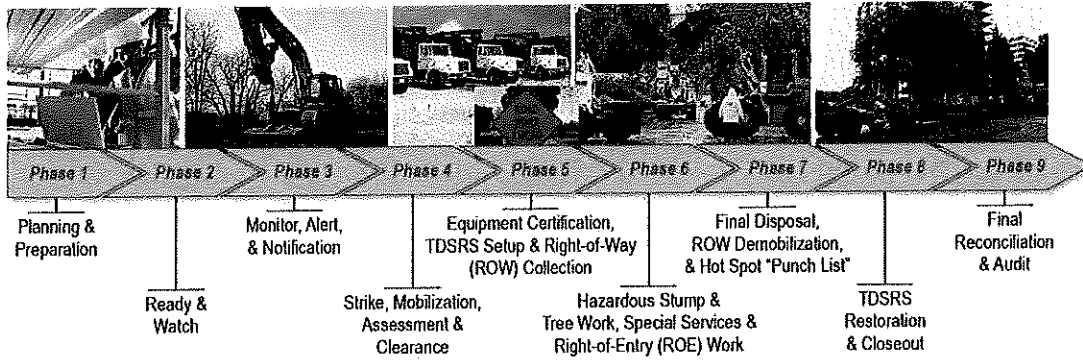 Phase 1
Phase 2
Phase 3
Phase 4
Phase 5
Phase 6
Phase 7
Phase 8
Phase 9
Planning &
Preparation
Ready &
Watch
Monitor, Alert,
& Notification
Strike, Mobilization,
Assessment &
Clearance
Equipment Certification,
TDSRS Setup & Right-of-Way
(ROW) Collection
Hazardous Stump &
Tree Work, Special Services &
Right-of-Entry (ROE) Work
Final Disposal,
ROW Demobilization,
& Hot Spot "Punch List"
TDSRS
Restoration
& Closeout
Final
Reconciliation
& Audit